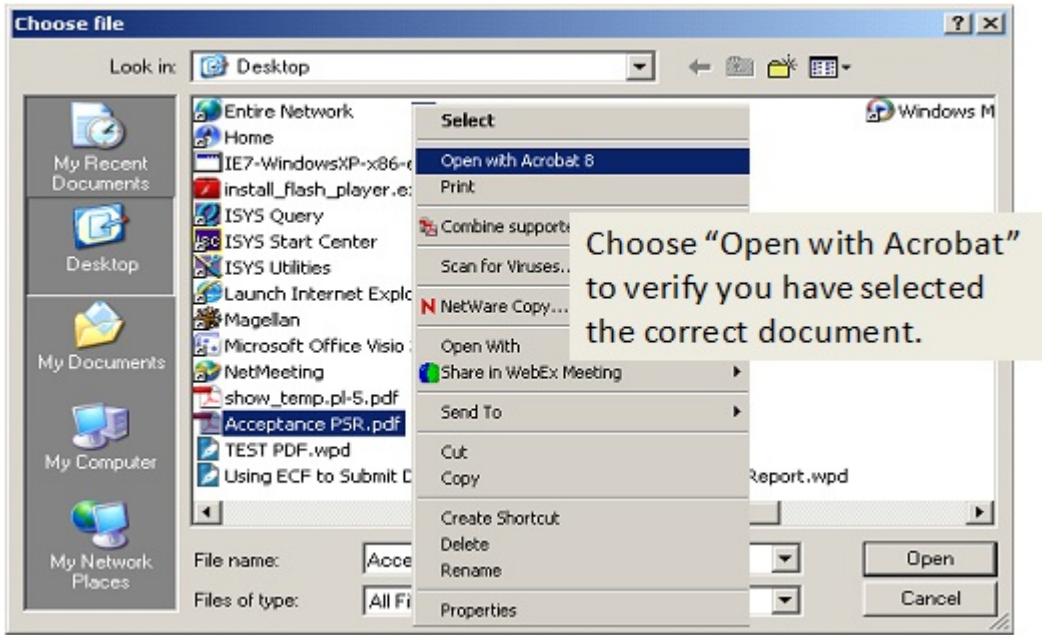 Choose file
Look in:
Desktop
My Recent
Documents
Desktop
My Documents
My Computer
My Network
Places
Entire Network
Home
IE7-WindowsXP-x86-
install_flash_player.e
ISYS Query
ISYS Start Center
ISYS Utilities
Launch Internet Explo
Magellan
Microsoft Office Visio
NetMeeting
show_temp.pl-5.pdf
Acceptance PSR.pdf
TEST PDF.wpd
Using ECF to Submit D
Report.wpd
Windows M
Select
Open with Acrobat 8
Print
Combine supporte
Scan for Viruses..
NetWare Copy...
Open With
Share in WebEx Meeting
Send To
Cut
Copy
Create Shortcut
Delete
Rename
Properties
Choose “Open with Acrobat”
to verify you have selected
the correct document.
File name:
Acce
Open
Files of type:
All Fi
Cancel